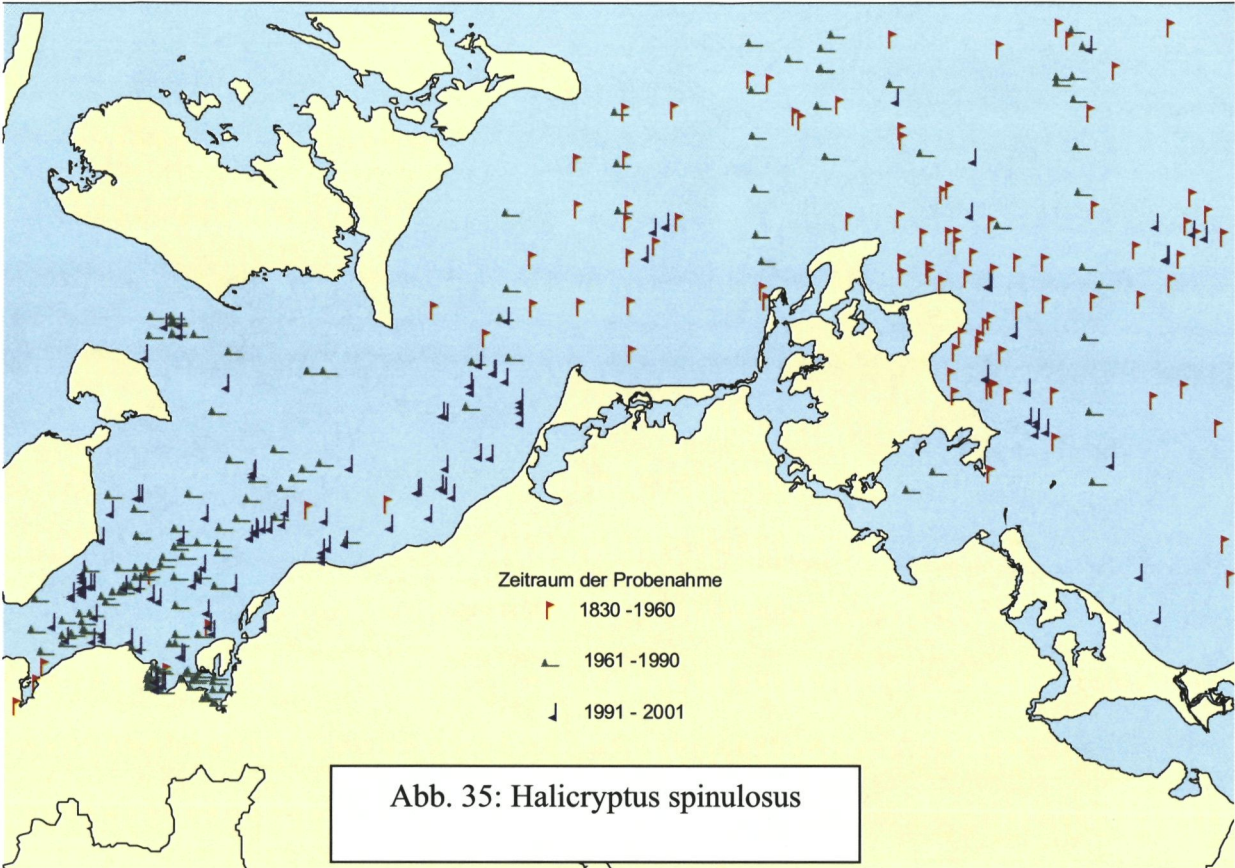 Zeitraum der Probenahme
1830 -1960
1961 -1990
1991 - 2001
Abb. 35: Halicryptus spinulosus